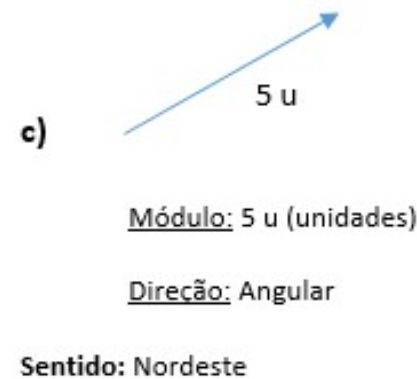 5 u
c)
Módulo: 5 u (unidades)
Direção: Angular
Sentido: Nordeste